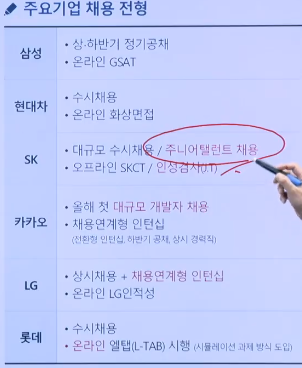 주요기업 채용 전형
삼성
• 상·하반기 정기공채
• 온라인 GSAT
현대차
• 수시채용
• 온라인 화상면접
SK
• 대규모 수시채용 / 주니어탤런트 채용
• 오프라인 SKCT / 인성검사(I.T)
카카오
• 올해 첫 대규모 개발자 채용
• 채용연계형 인턴십
(전환형 인턴십, 하반기 공채, 상시 경력직)
LG
• 상시채용 + 채용연계형 인턴십
• 온라인 LG인적성
롯데
• 수시채용
• 온라인 엘탭(L-TAB) 시행 (시뮬레이션 과제 방식 도입)